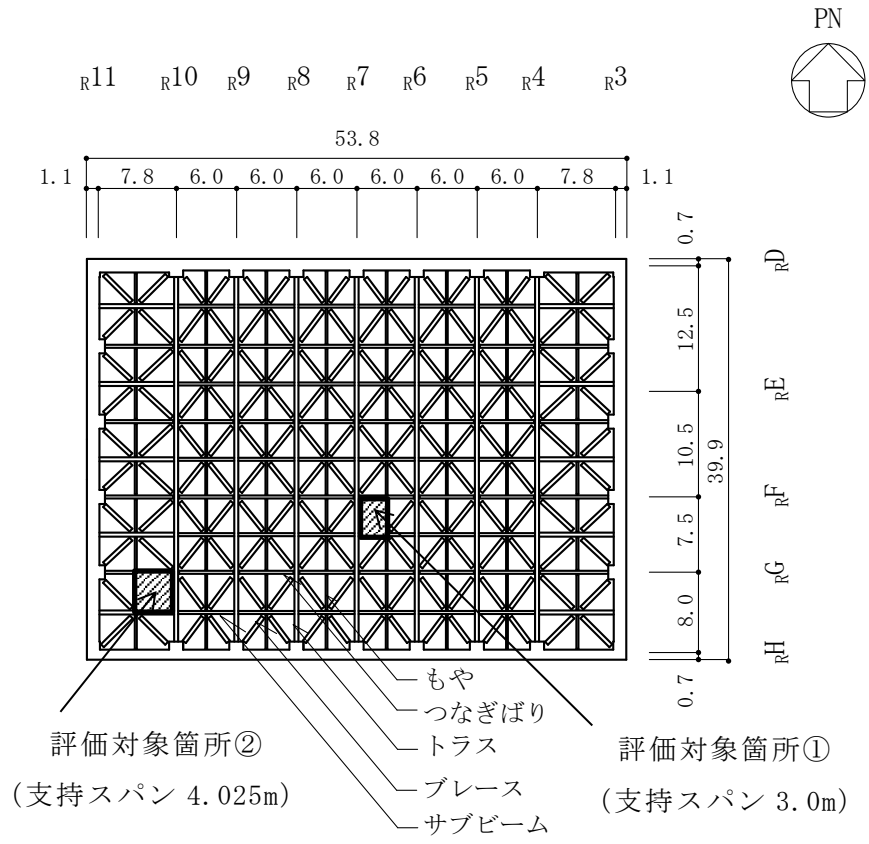 PN
R11 R10 R9 R8 R7 R6 R5 R4 R3
53.8
1.1 7.8 6.0 6.0 6.0 6.0 6.0 6.0 7.8 1.1
0.7
RD
12.5
RE
10.5
39.9
RF
7.5
RG
8.0
RH
0.7
もや
つなぎばり
トラス
ブレース
サブビーム
評価対象箇所②
(支持スパン 4.025m)
評価対象箇所①
(支持スパン 3.0m)